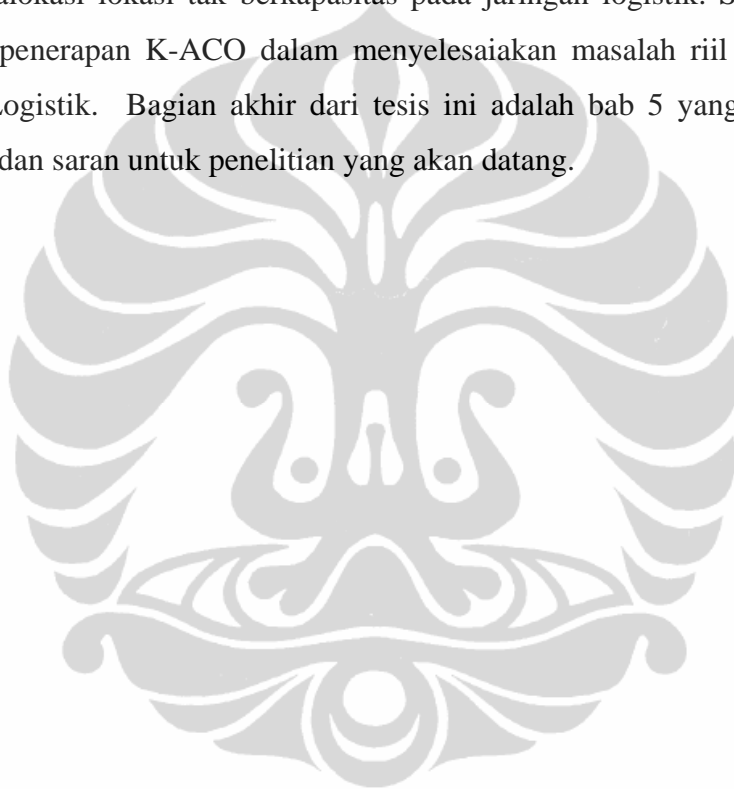 alokasi lokasi tak berkapasitas pada jaringan logistik.
penerapan K-ACO dalam menyelesaiakan masalah riil
Logistik. Bagian akhir dari tesis ini adalah bab 5 yang
dan saran untuk penelitian yang akan datang.